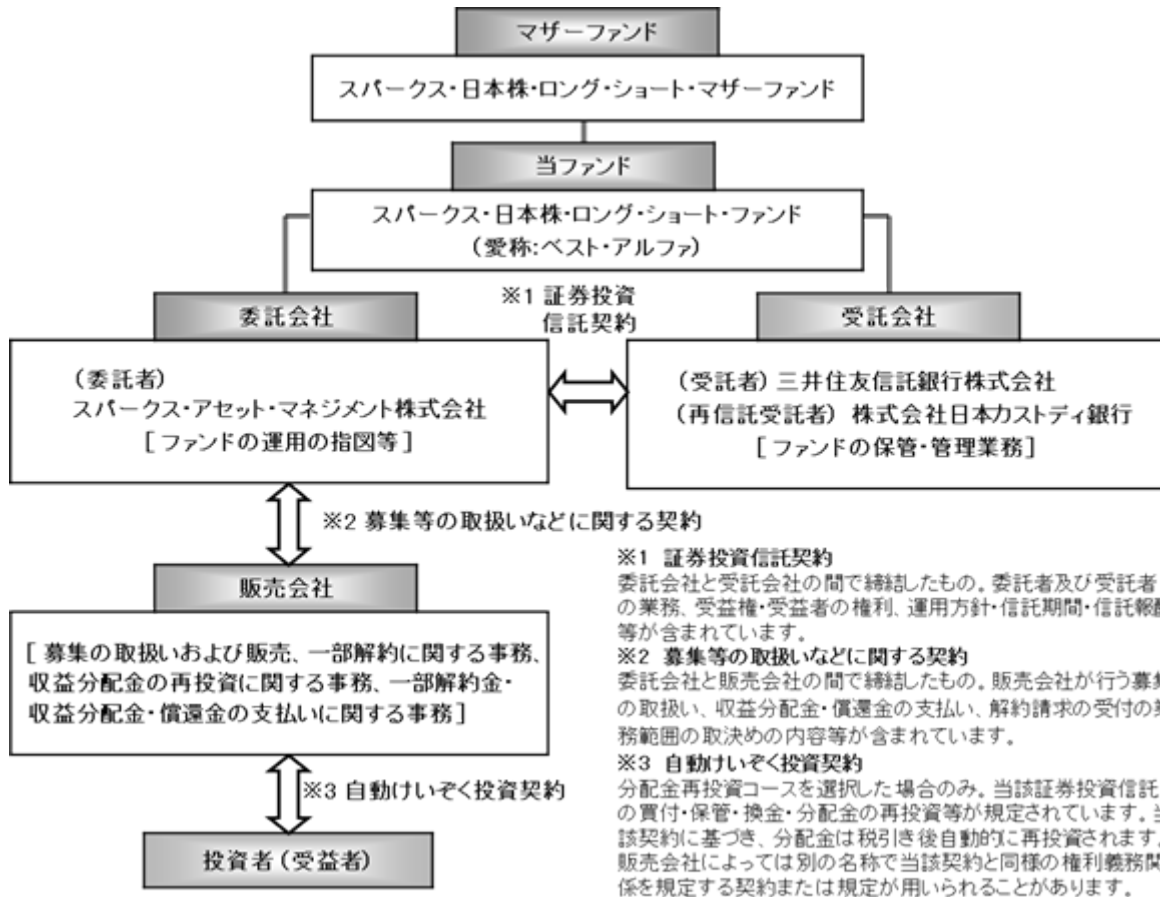 マザーファンド
スパークス・日本株・ロング・ショート・マザーファンド
当ファンド
スパークス・日本株・ロング・ショート・ファンド
(愛称:ベスト・アルファ)
※1 証券投資
信託契約
委託会社
(委託者)
スパークス・アセット・マネジメント株式会社
[ファンドの運用の指図等]
受託会社
(受託者) 三井住友信託銀行株式会社
(再信託受託者) 株式会社日本カストディ銀行
[ファンドの保管・管理業務]
※2 募集等の取扱いなどに関する契約
販売会社
[ 募集の取扱いおよび販売、一部解約に関する事務、
収益分配金の再投資に関する事務、一部解約金・
収益分配金・償還金の支払いに関する事務]
※3 自動けいぞく投資契約
投資者(受益者)
※1 証券投資信託契約
委託会社と受託会社の間で締結したもの。委託者及び受託者
の業務、受益権・受益者の権利、運用方針・信託期間・信託報酬
等が含まれています。
※2 募集等の取扱いなどに関する契約
委託会社と販売会社の間で締結したもの。販売会社が行う募集
の取扱い、収益分配金・償還金の支払い、解約請求の受付の業
務範囲の取決めの内容等が含まれています。
※3 自動けいぞく投資契約
分配金再投資コースを選択した場合のみ。当該証券投資信託
の買付・保管・換金・分配金の再投資等が規定されています。当
該契約に基づき、分配金は税引き後自動的に再投資されます。
販売会社によっては別の名称で当該契約と同様の権利義務関
係を規定する契約または規定が用いられることがあります。